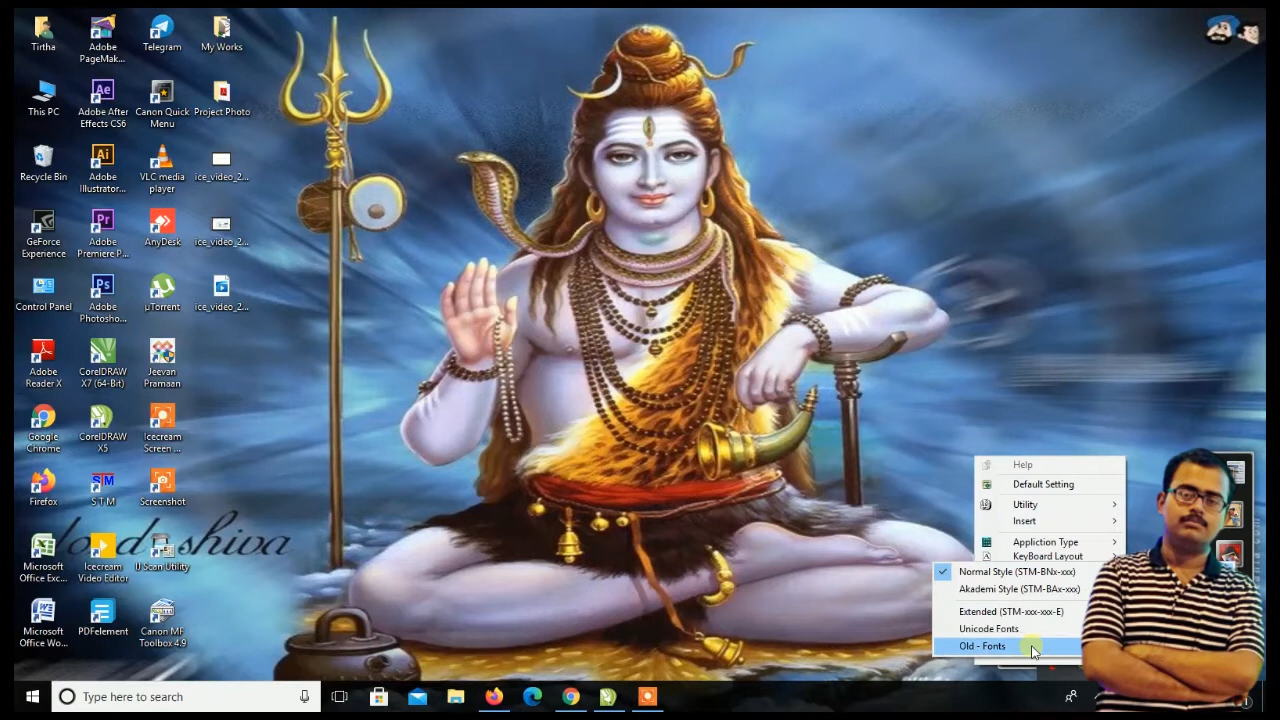 Tirtha
Adobe
PageMak...
Telegram
My Works
This PC
Adobe After
Effects CS6
Canon Quick
Menu
Project Photo
Recycle Bin
Adobe
Illustrator...
VLC media
player
ice_video_2...
GeForce
Experience
Adobe
Premiere P...
AnyDesk
ice_video_2...
Control Panel
Adobe
Photosho...
µTorrent
ice_video_2...
Adobe
Reader X
CorelDRAW
X7 (64-Bit)
Jeevan
Pramaan
Google
Chrome
CorelDRAW
X5
Icecream
Screen ...
Firefox
S T M
Screenshot
lord shiva
Microsoft
Office Exc...
Icecream
Video Editor
IJ Scan Utility
Microsoft
Office Wo...
PDFelement
Canon MF
Toolbox 4.9
Help
Default Setting
Utility
Insert
Appliction Type
KeyBoard Layout
Normal Style (STM-BNx-xxx)
Akademi Style (STM-BAx-xxx)
Extended (STM-xxx-xxx-E)
Unicode Fonts
Old - Fonts
Type here to search